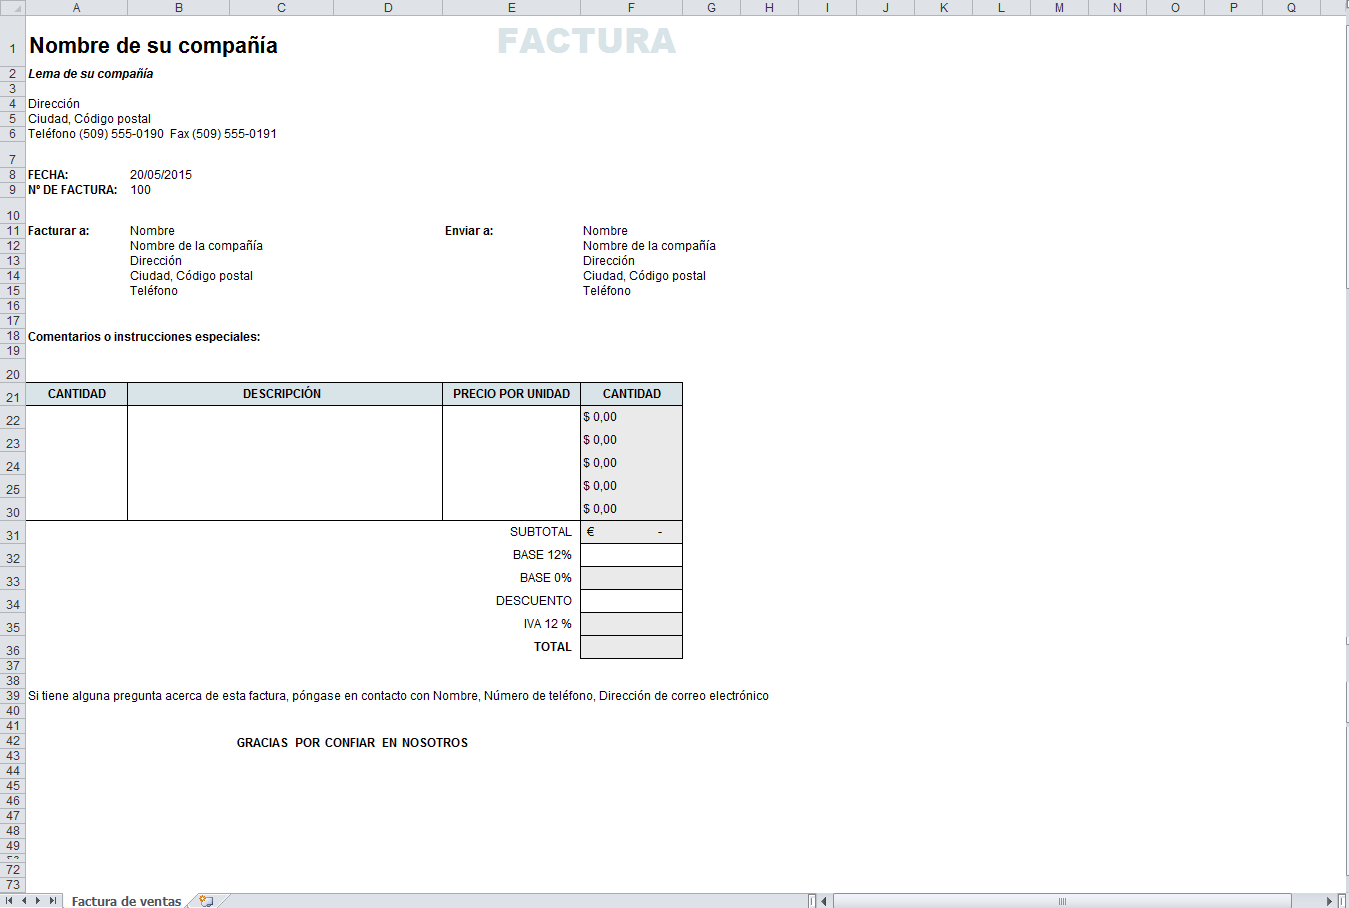 A B C D E F G H I J K L M N O P Q
1 Nombre de su compañía FACTURA
2 Lema de su compañía
3
4 Dirección
5 Ciudad, Código postal
6 Teléfono (509) 555-0190 Fax (509) 555-0191
7
8 FECHA: 20/05/2015
9 Nº DE FACTURA: 100
10
11 Facturar a: Nombre Enviar a: Nombre
12 Nombre de la compañía Nombre de la compañía
13 Dirección Dirección
14 Ciudad, Código postal Ciudad, Código postal
15 Teléfono Teléfono
16
17
18 Comentarios o instrucciones especiales:
19
20
21 CANTIDAD DESCRIPCIÓN PRECIO POR UNIDAD CANTIDAD
22 $ 0,00
23 $ 0,00
24 $ 0,00
25 $ 0,00
30 $ 0,00
31 SUBTOTAL € -
32 BASE 12%
33 BASE 0%
34 DESCUENTO
35 IVA 12 %
36 TOTAL
37
38
39 Si tiene alguna pregunta acerca de esta factura, póngase en contacto con Nombre, Número de teléfono, Dirección de correo electrónico
40
41
42 GRACIAS POR CONFIAR EN NOSOTROS
43
44
45
46
47
48
49
72
73
Factura de ventas